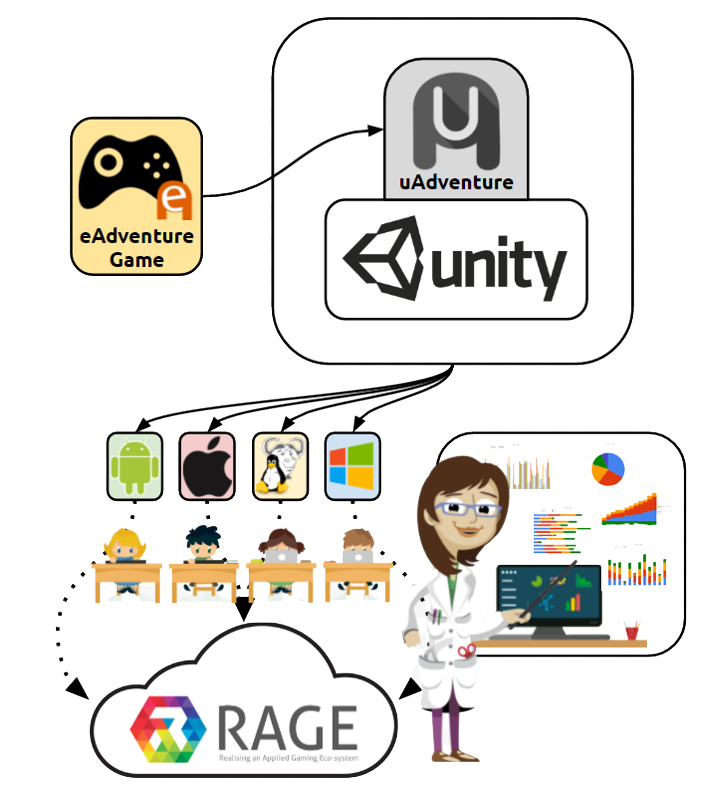 uAdventure
eAdventure
Game
unity
RAGE
Realising an Applied Gaming Eco-system